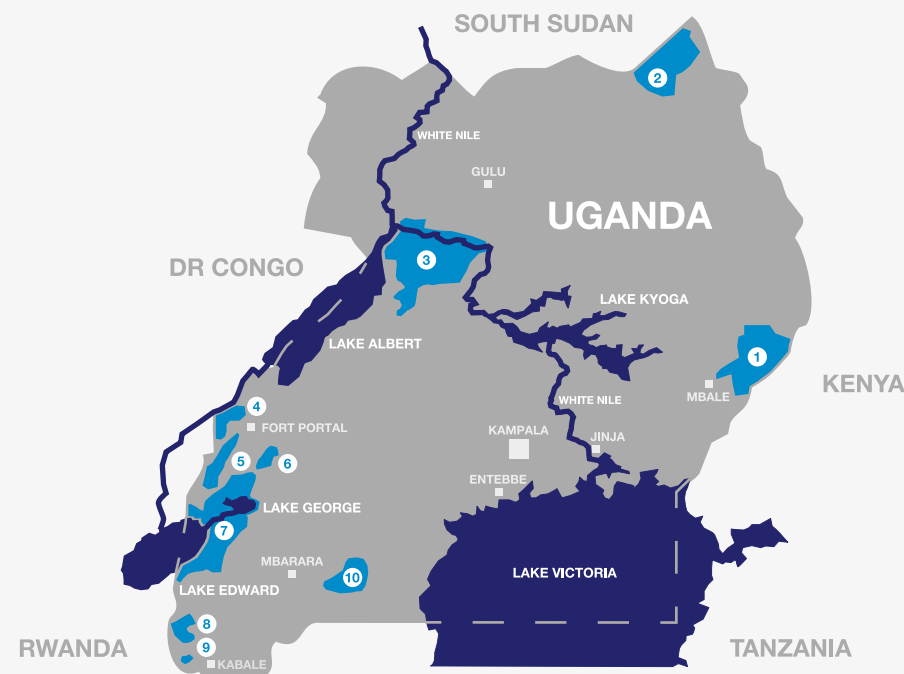 SOUTH SUDAN
2
WHITE NILE
GULU
UGANDA
3
DR CONGO
LAKE KYOGA
LAKE ALBERT
1
KENYA
MBALE
4
WHITE NILE
FORT PORTAL
KAMPALA
JINJA
5
6
ENTEBBE
LAKE GEORGE
7
MBARARA
10
LAKE VICTORIA
LAKE EDWARD
8
9
RWANDA
TANZANIA
KABALE